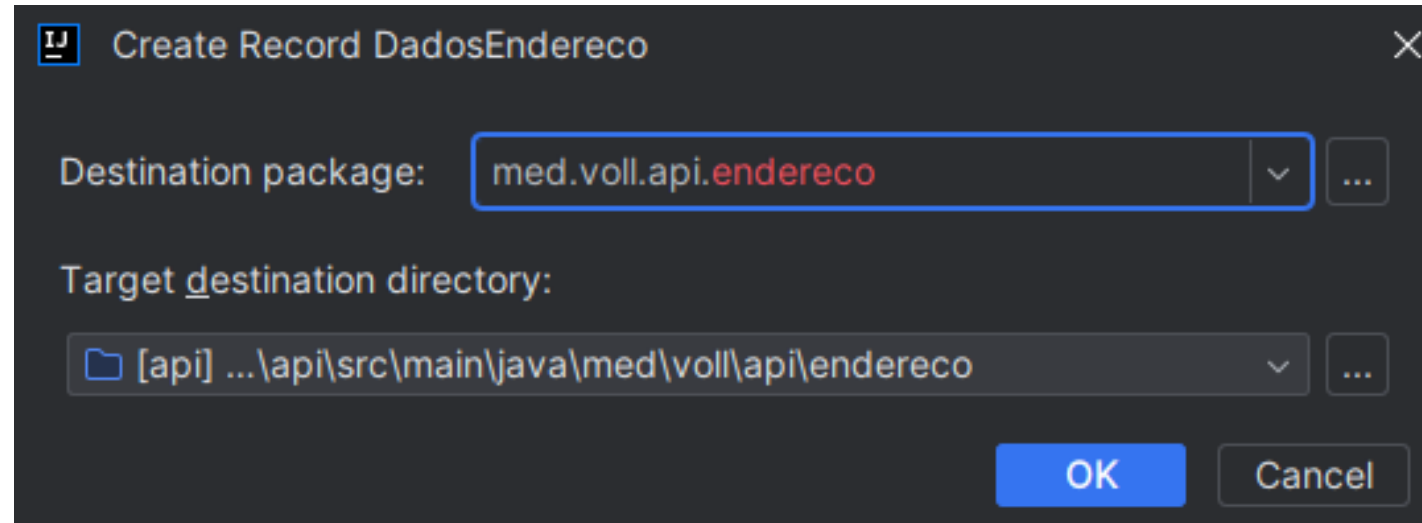 IJ Create Record DadosEndereco
Destination package: med.voll.api.endereco ...
Target destination directory:
[api] ...\api\src\main\java\med\voll\api\endereco ...
OK Cancel